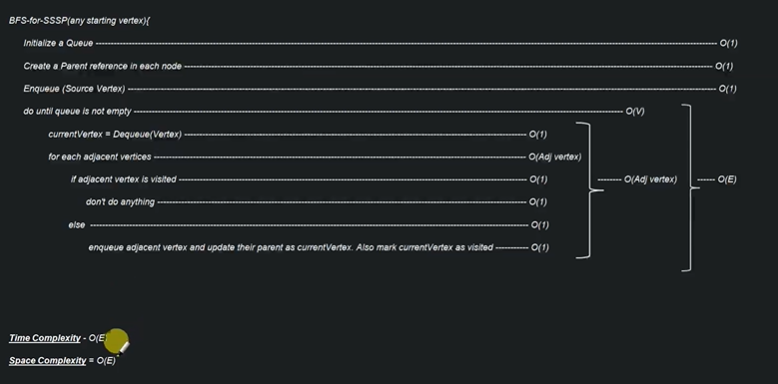 BFS-for-SSSP(any starting vertex){
Initialize a Queue ---------- O(1)
Create a Parent reference in each node ---------- O(1)
Enqueue (Source Vertex) ---------- O(1)
do until queue is not empty ---------- O(V)
currentVertex = Dequeue(Vertex) ---------- O(1)
for each adjacent vertices ---------- O(Adj vertex)
if adjacent vertex is visited ---------- O(1) ------ O(Adj vertex) ----- O(E)
don't do anything ---------- O(1)
else ---------- O(1)
enqueue adjacent vertex and update their parent as currentVertex. Also mark currentVertex as visited ---------- O(1)
Time Complexity - O(E)
Space Complexity = O(E)